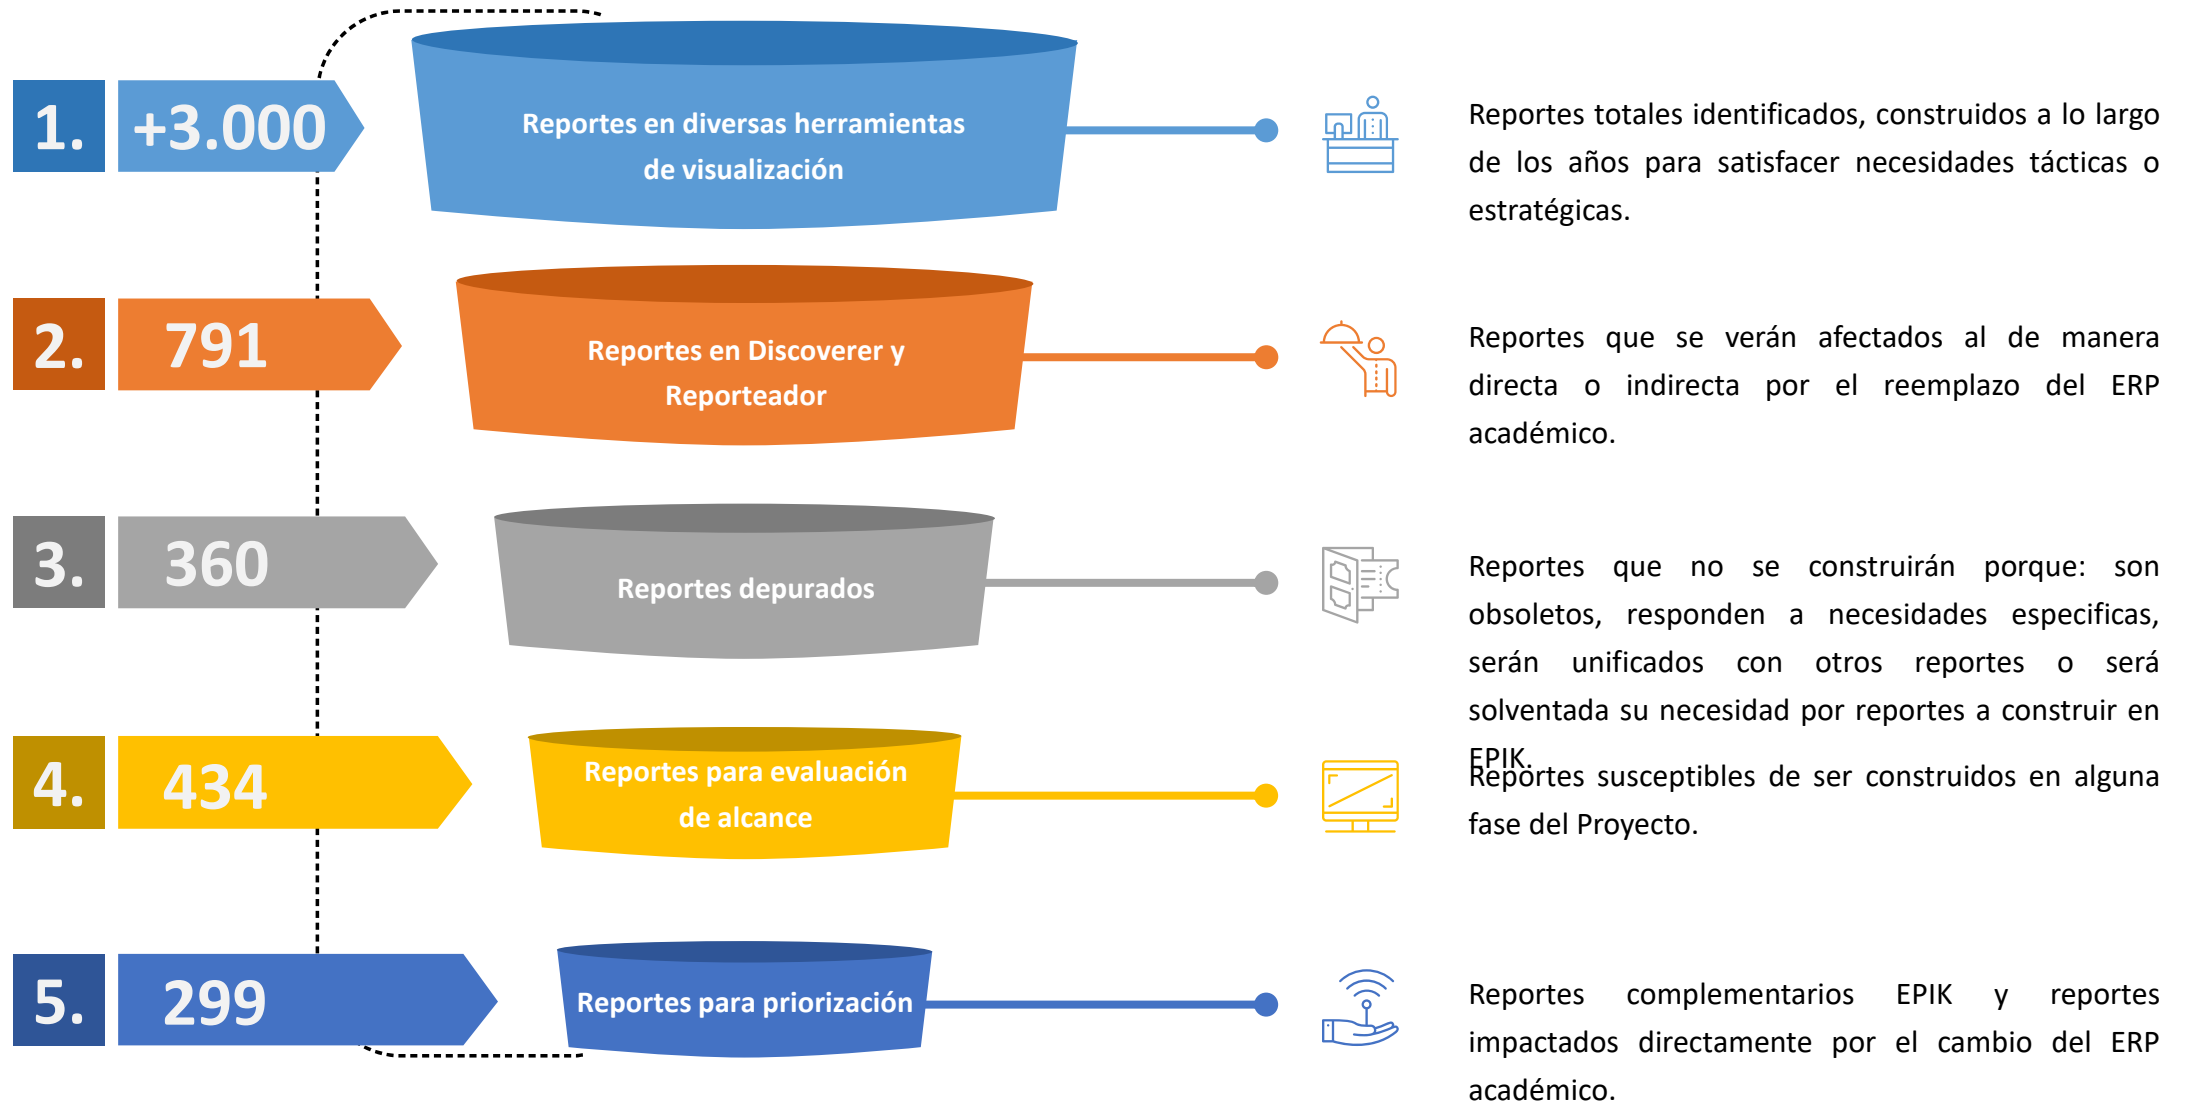 1.
+3.000
Reportes en diversas herramientas
de visualización
Reportes totales identificados, construidos a lo largo
de los años para satisfacer necesidades tácticas o
estratégicas.
2.
791
Reportes en Discoverer y
Reporteador
Reportes que se verán afectados al de manera
directa o indirecta por el reemplazo del ERP
académico.
3.
360
Reportes depurados
Reportes que no se construirán porque: son
obsoletos, responden a necesidades especificas,
serán unificados con otros reportes o será
solventada su necesidad por reportes a construir en
EPIK.
4.
434
Reportes para evaluación
de alcance
Reportes susceptibles de ser construidos en alguna
fase del Proyecto.
5.
299
Reportes para priorización
Reportes complementarios EPIK y reportes
impactados directamente por el cambio del ERP
académico.